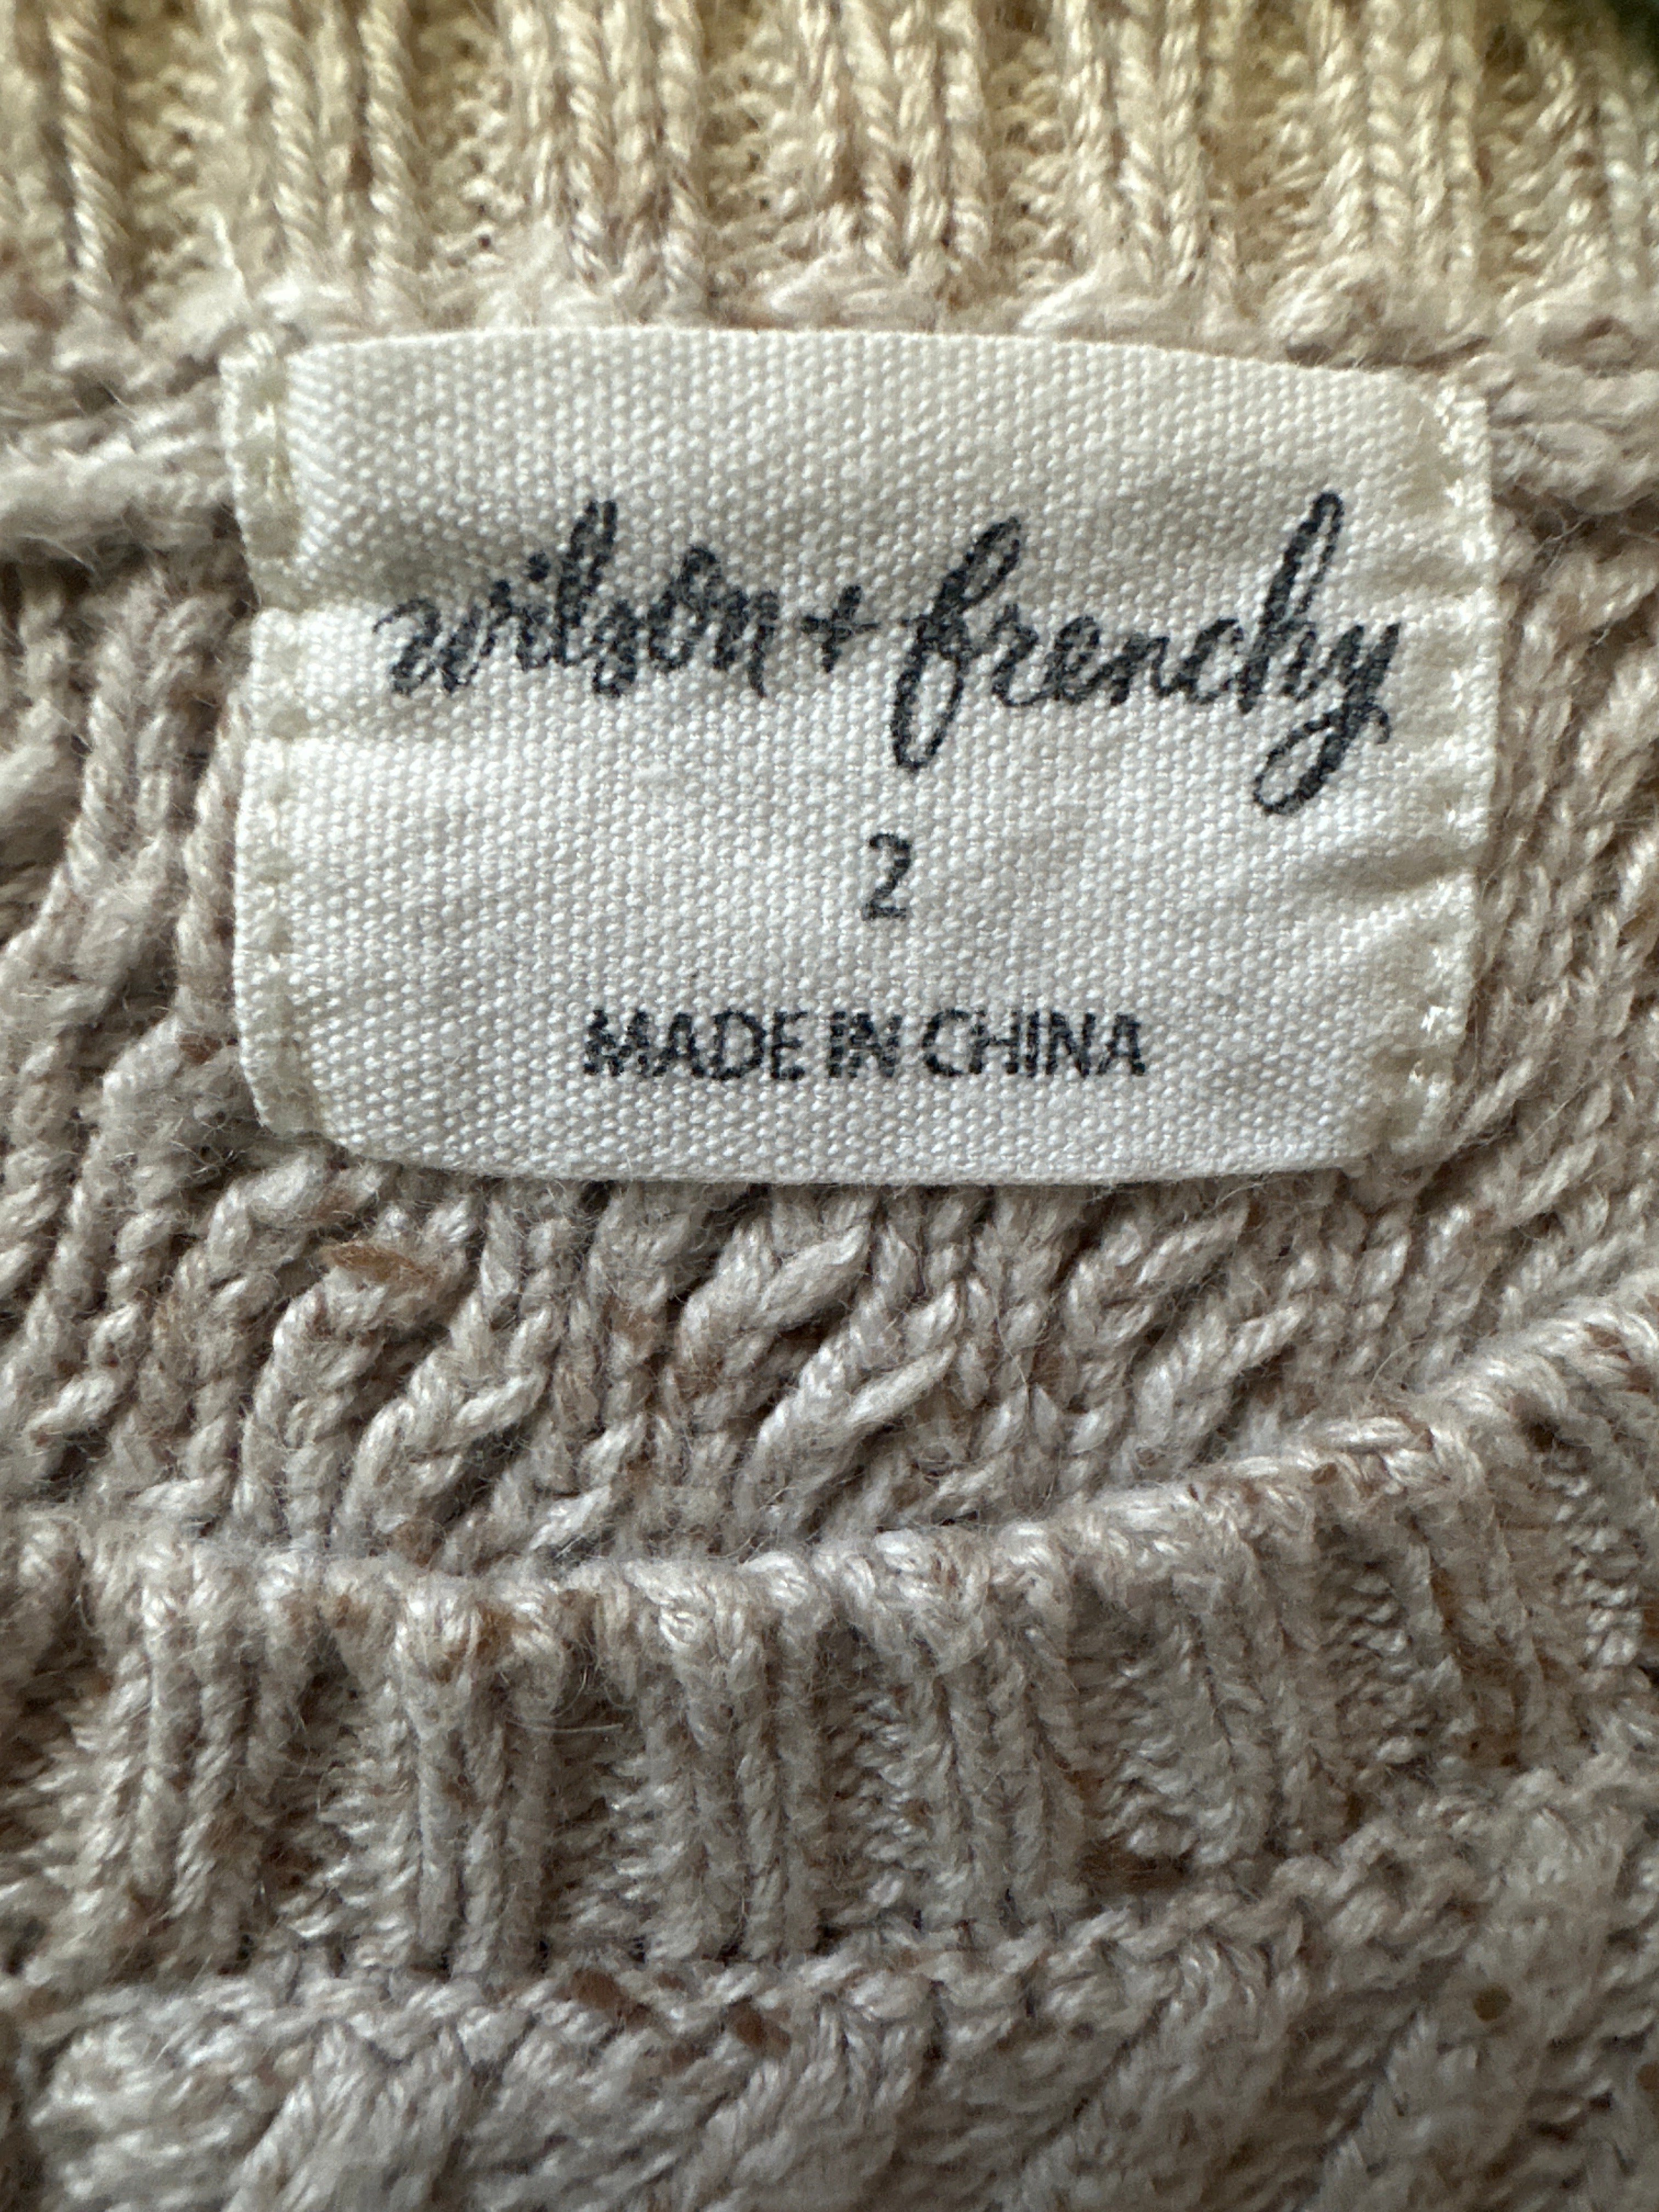 wilson + frenchy
2
MADE IN CHINA